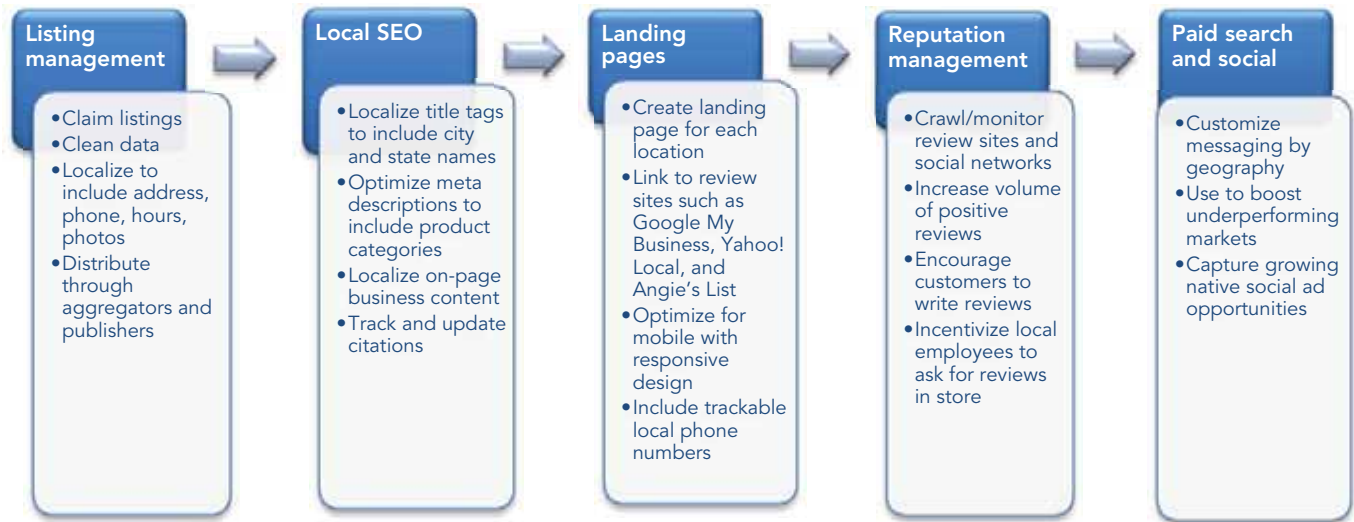 Listing
management
•Claim listings
•Clean data
•Localize to
include address,
phone, hours,
photos
•Distribute
through
aggregators and
publishers
Local SEO
•Localize title tags
to include city
and state names
•Optimize meta
descriptions to
include product
categories
•Localize on-page
business content
•Track and update
citations
Landing
pages
•Create landing
page for each
location
•Link to review
sites such as
Google My
Business, Yahoo!
Local, and
Angie's List
•Optimize for
mobile with
responsive
design
•Include trackable
local phone
numbers
Reputation
management
•Crawl/monitor
review sites and
social networks
•Increase volume
of positive
reviews
•Encourage
customers to
write reviews
•Incentivize local
employees to
ask for reviews
in store
Paid search
and social
•Customize
messaging by
geography
•Use to boost
underperforming
markets
•Capture growing
native social ad
opportunities